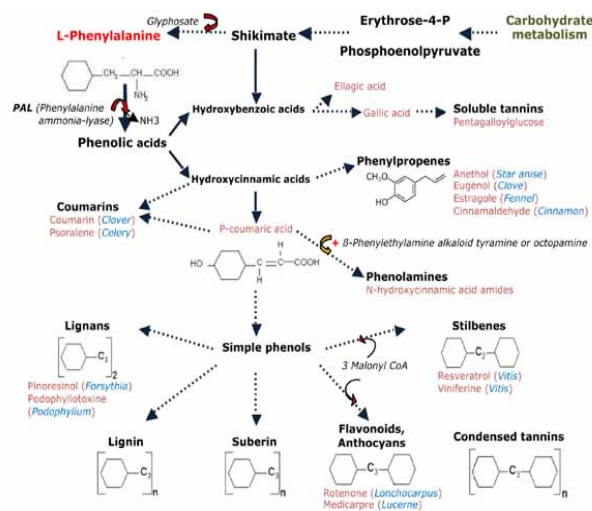 Glyphosate
Erythrose-4-P
Carbohydrate
metabolism
L-Phenylalanine
Shikimate
Phosphoenolpyruvate
CH₂ — CH — COOH
NH₂
Ellagic acid
PAL (Phenylalanine
ammonia-lyase)
NH3
Hydroxybenzoic acids
Gallic acid
Soluble tannins
Pentagalloylglucose
Phenolic acids
Phenylpropenes
Hydroxycinnamic acids
Anethol (Star anise)
Eugenol (Clove)
Estragole (Fennel)
Cinnamaldehyde (Cinnamon)
OCH₃
HO
Coumarins
Coumarin (Clover)
Psoralene (Celery)
P-coumaric acid
+ ß-Phenylethylamine alkaloid tyramine or octopamine
HO
H
C=C—COOH
H
Phenolamines
N-hydroxycinnamic acid amides
Lignans
C₃
2
Pinoresinol (Forsythia)
Podophyllotoxine
(Podophylium)
Simple phenols
3 Malonyl CoA
Stilbenes
C₂
Resveratrol (Vitis)
Viniferine (Vitis)
Lignin
C₃
n
Suberin
C₃
n
Flavonoids,
Anthocyans
C₃
Rotenone (Lonchocarpus)
Medicarpre (Lucerne)
Condensed tannins
C₃
n